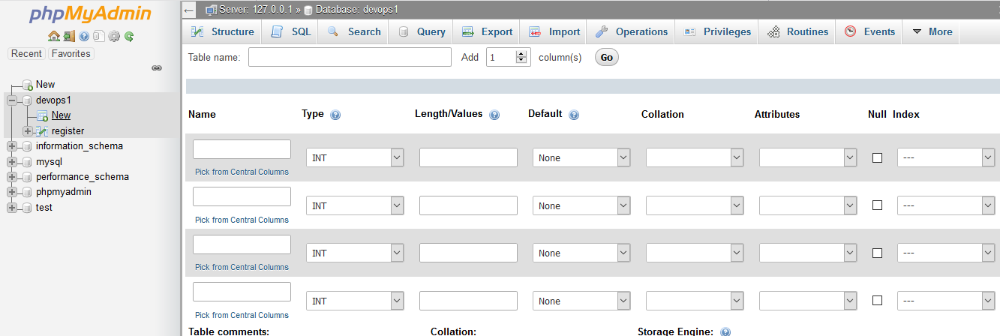 phpMyAdmin
Recent Favorites
New
devops1
New
register
information_schema
mysql
performance_schema
phpmyadmin
test
Server: 127.0.0.1 » Database: devops1
Structure SQL Search Query Export Import Operations Privileges Routines Events More
Table name: Add 1 column(s) Go
Name Type Length/Values Default Collation Attributes Null Index
INT None ---
Pick from Central Columns
INT None ---
Pick from Central Columns
INT None ---
Pick from Central Columns
INT None ---
Pick from Central Columns
Table comments: Collation: Storage Engine: